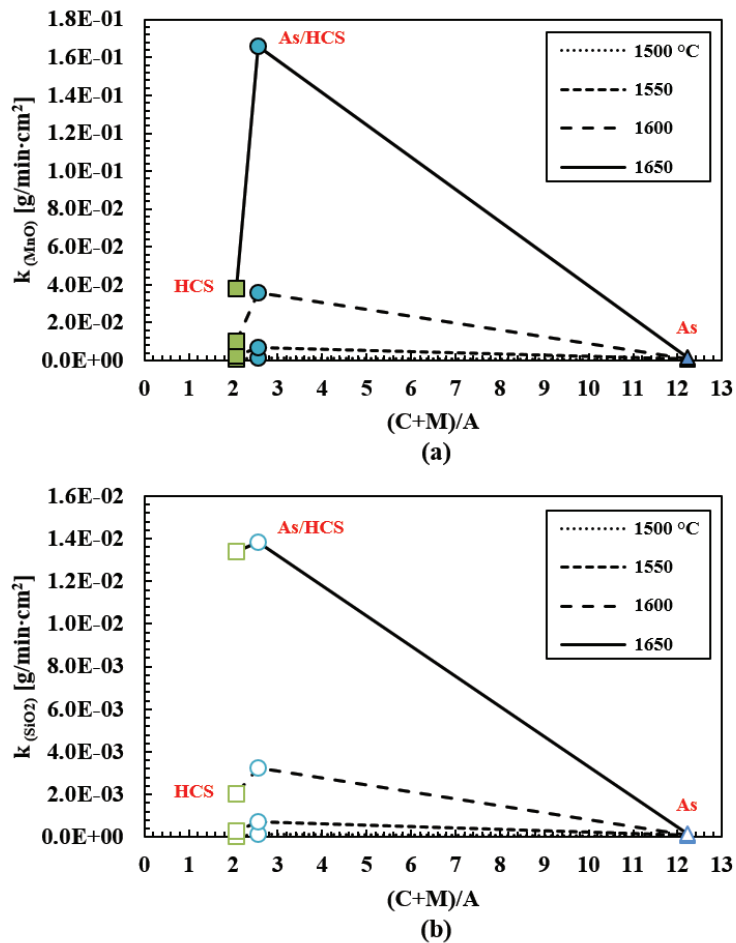 1.8E-01
1.6E-01
1.4E-01
1.2E-01
1.0E-01
8.0E-02
6.0E-02
4.0E-02
2.0E-02
0.0E+00
k (MnO) [g/min·cm²]
As/HCS
HCS
As
1500 °C
1550
1600
1650
0 1 2 3 4 5 6 7 8 9 10 11 12 13
(C+M)/A
(a)
1.6E-02
1.4E-02
1.2E-02
1.0E-02
8.0E-03
6.0E-03
4.0E-03
2.0E-03
0.0E+00
k (SiO2) [g/min·cm²]
As/HCS
HCS
As
1500 °C
1550
1600
1650
0 1 2 3 4 5 6 7 8 9 10 11 12 13
(C+M)/A
(b)